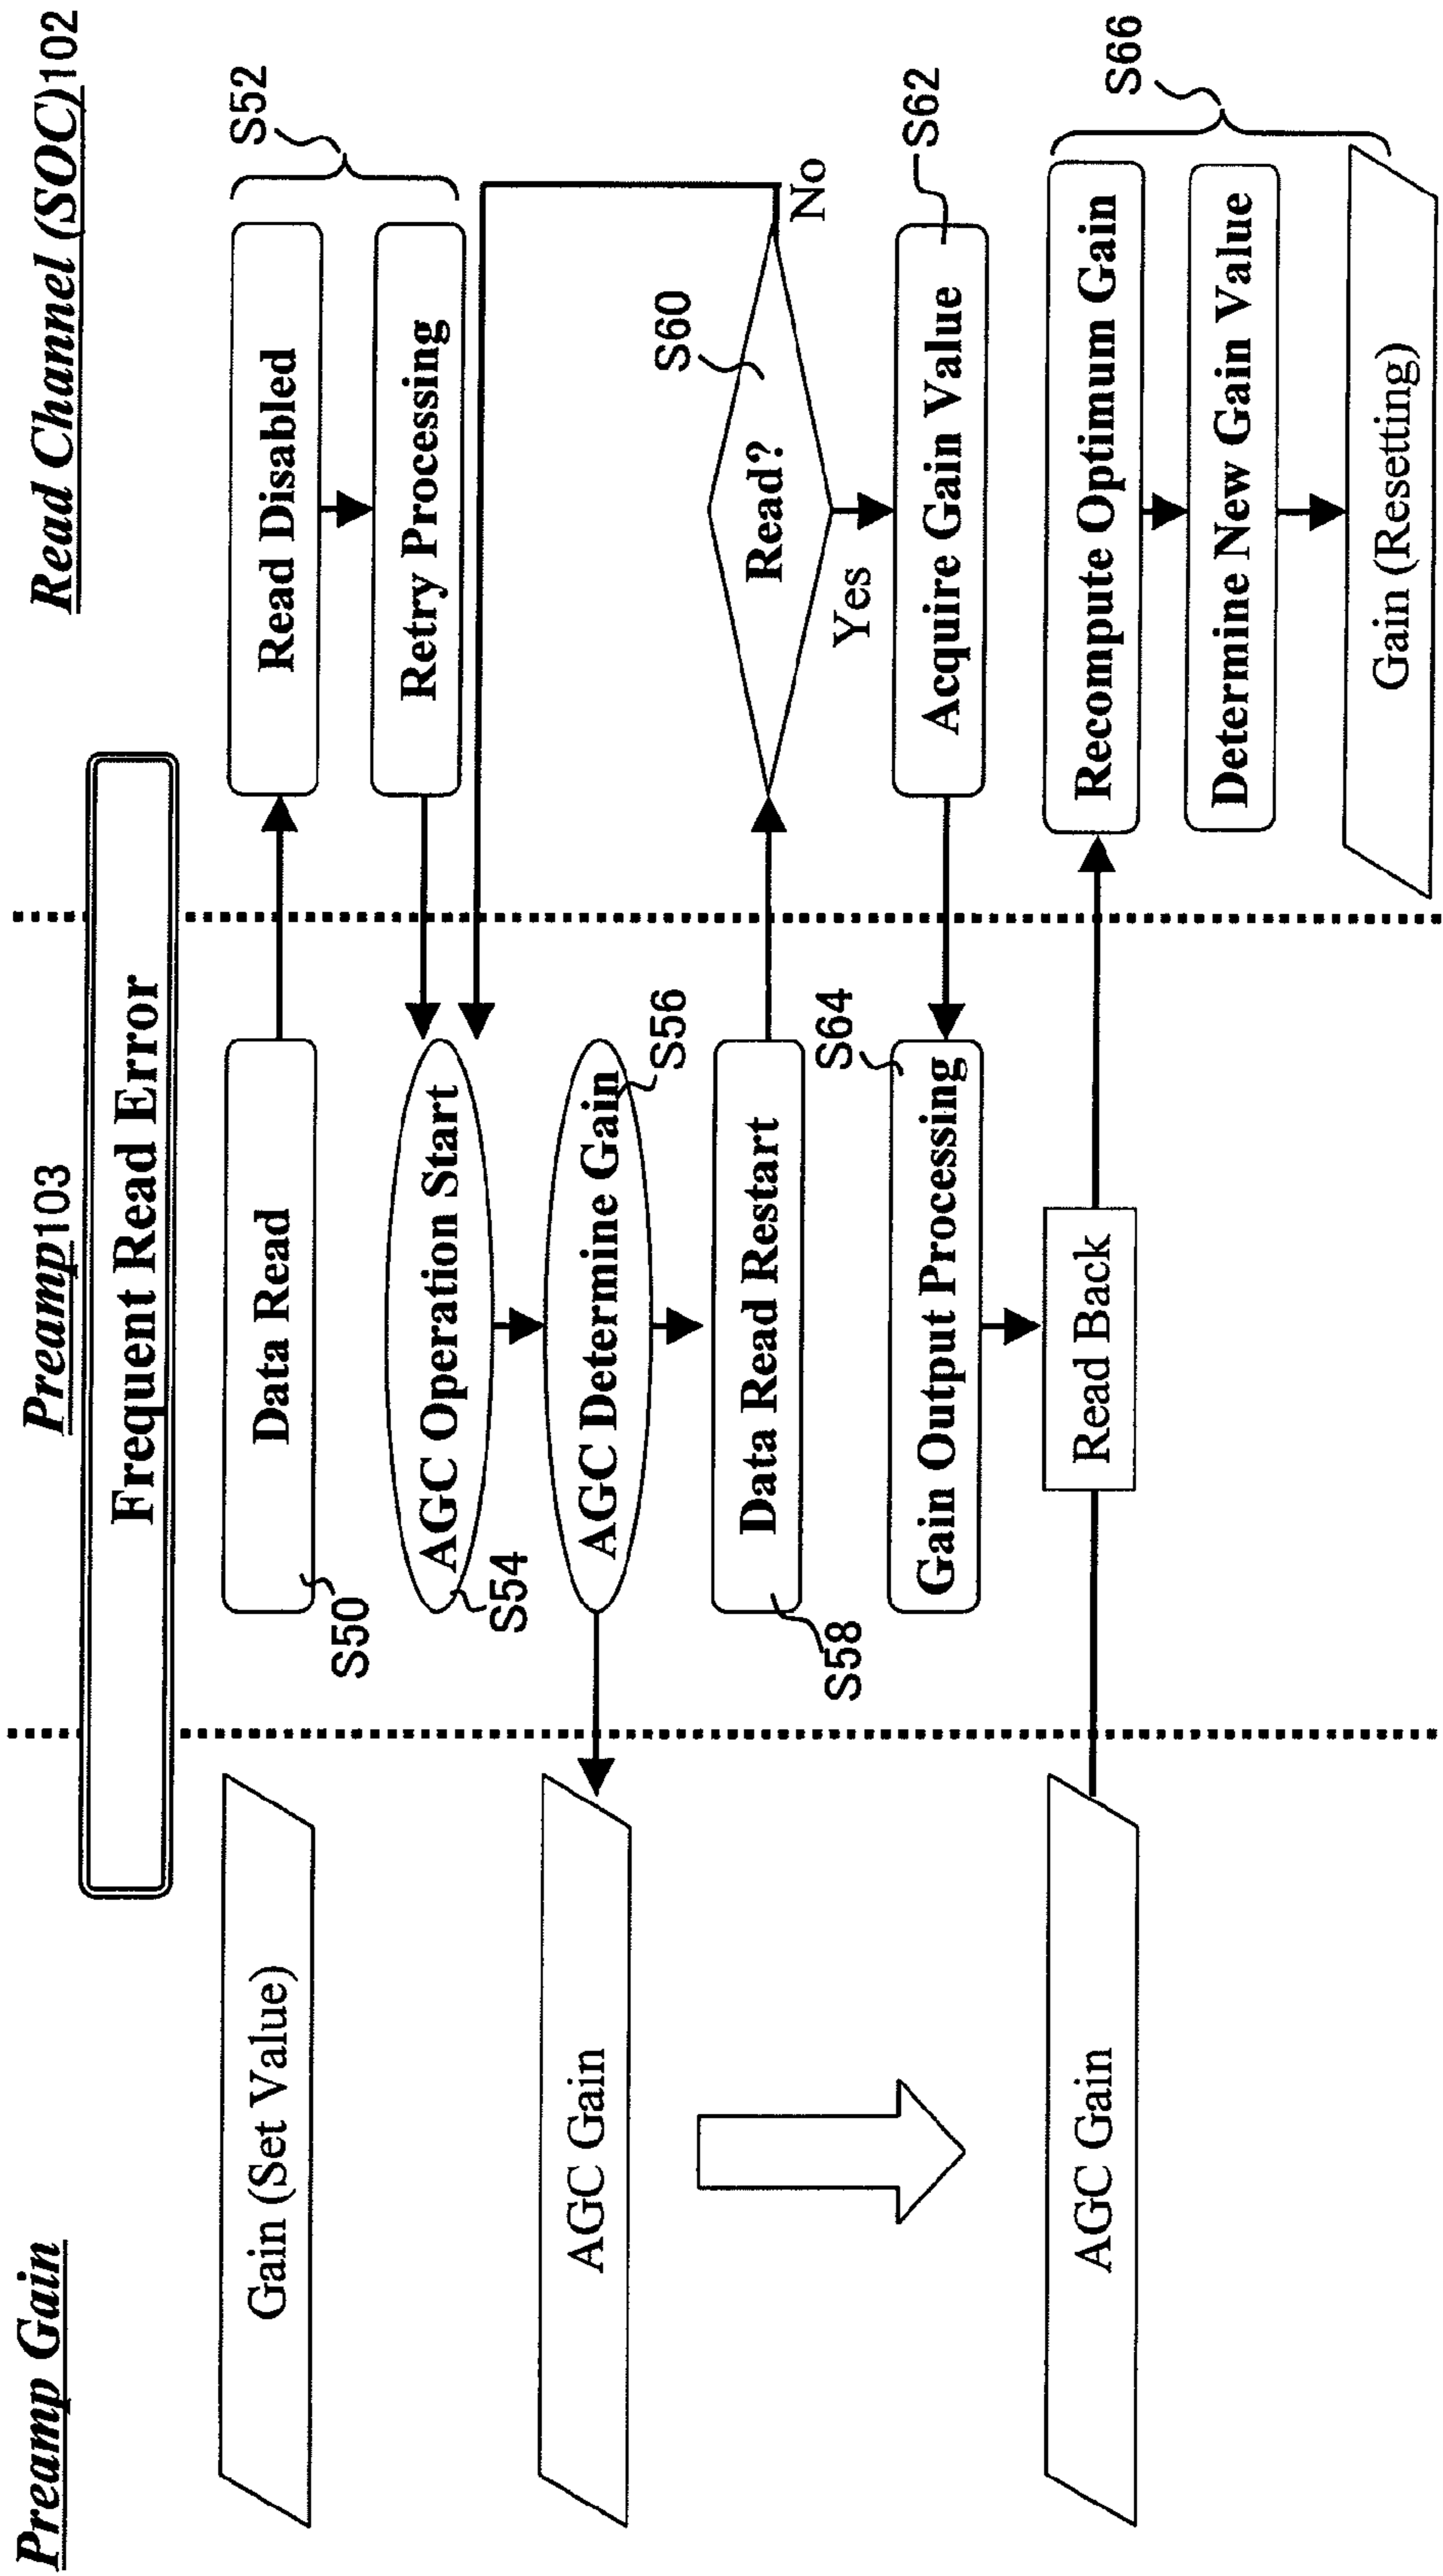 Preamp Gain
Preamp103
Read Channel (SOC)102
Frequent Read Error
Gain (Set Value)
Data Read
S50
Read Disabled
S52
Retry Processing
AGC Operation Start
S54
AGC Gain
AGC Determine Gain
S56
Data Read Restart
S58
Read?
S60
No
Yes
Acquire Gain Value
S62
Gain Output Processing
S64
AGC Gain
Read Back
Recompute Optimum Gain
S66
Determine New Gain Value
Gain (Resetting)